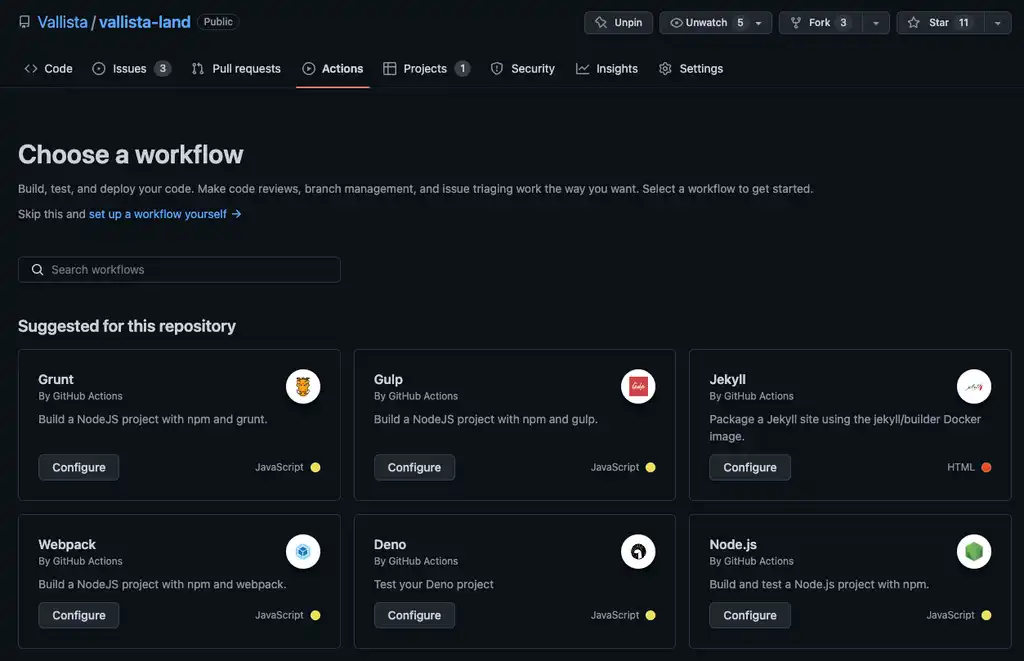 Vallista / vallista-land Public Unpin Unwatch 5 Fork 3 Star 11
Code Issues 3 Pull requests Actions Projects 1 Security Insights Settings
Choose a workflow
Build, test, and deploy your code. Make code reviews, branch management, and issue triaging work the way you want. Select a workflow to get started.
Skip this and set up a workflow yourself →
Search workflows
Suggested for this repository
Grunt
By GitHub Actions
Build a NodeJS project with npm and grunt.
Configure JavaScript
Gulp
By GitHub Actions
Build a NodeJS project with npm and gulp.
Configure JavaScript
Jekyll
By GitHub Actions
Package a Jekyll site using the jekyll/builder Docker
image.
Configure HTML
Webpack
By GitHub Actions
Build a NodeJS project with npm and webpack.
Configure JavaScript
Deno
By GitHub Actions
Test your Deno project
Configure JavaScript
Node.js
By GitHub Actions
Build and test a Node.js project with npm.
Configure JavaScript